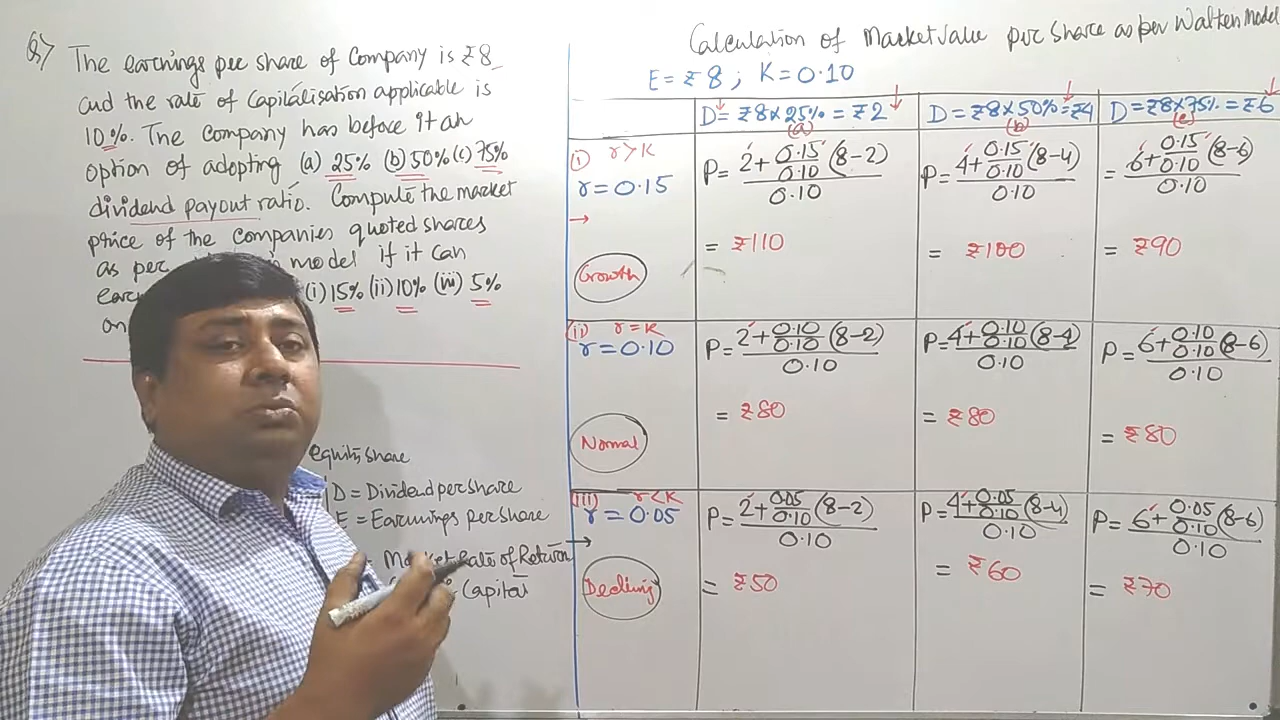 Q> The earnings per share of Company is ₹8
and the rate of Capitalisation applicable is
10%. The Company has before it an
option of adopting (a) 25% (b) 50% (c) 75%
dividend payout ratio. Compute the market
price of the companies quoted shares
as per model if it can
(i) 15% (ii) 10% (iii) 5%
equity share
D = Dividend per share
E = Earnings per share
Market Rate of Return
Capital
Calculation of Market value per share as per Walter Model
E = ₹8 ; K = 0.10
D = ₹8 × 25% = ₹2 D = ₹8 × 50% = ₹4 D = ₹8 × 75% = ₹6
(a) (b) (c)
(i) r > K
r = 0.15
→
Growth
P = 2 + 0.15/0.10 (8 - 2) / 0.10
= ₹110
P = 4 + 0.15/0.10 (8 - 4) / 0.10
= ₹100
= 6 + 0.15/0.10 (8 - 6) / 0.10
= ₹90
(ii) r = K
r = 0.10
Normal
P = 2 + 0.10/0.10 (8 - 2) / 0.10
= ₹80
P = 4 + 0.10/0.10 (8 - 4) / 0.10
= ₹80
P = 6 + 0.10/0.10 (8 - 6) / 0.10
= ₹80
(iii) r < K
r = 0.05
→
Declining
P = 2 + 0.05/0.10 (8 - 2) / 0.10
= ₹50
P = 4 + 0.05/0.10 (8 - 4) / 0.10
= ₹60
P = 6 + 0.05/0.10 (8 - 6) / 0.10
= ₹70